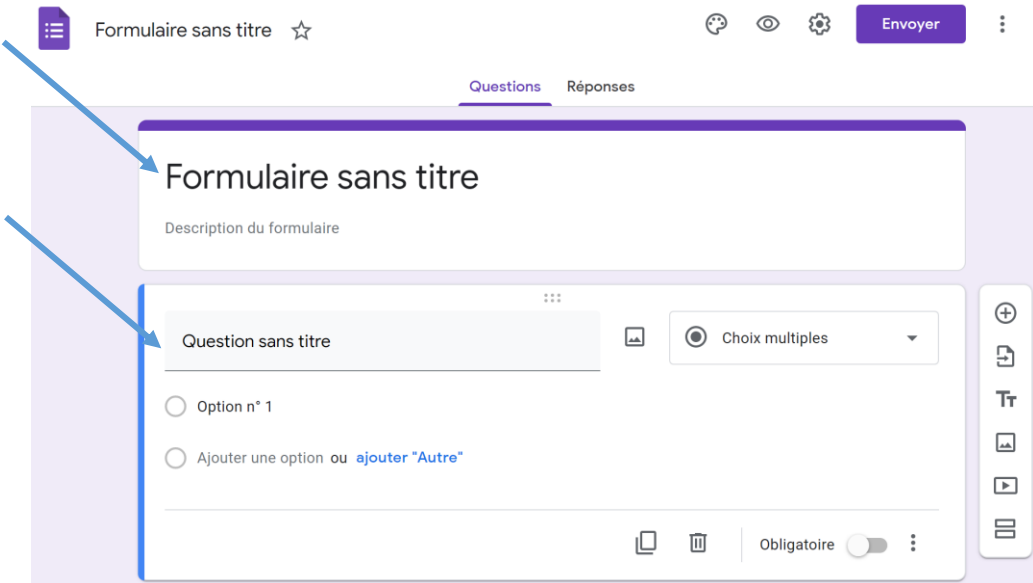 Formulaire sans titre
Envoyer
Questions Réponses
Formulaire sans titre
Description du formulaire
Question sans titre
Choix multiples
Option n° 1
Ajouter une option ou ajouter "Autre"
Tт
Obligatoire